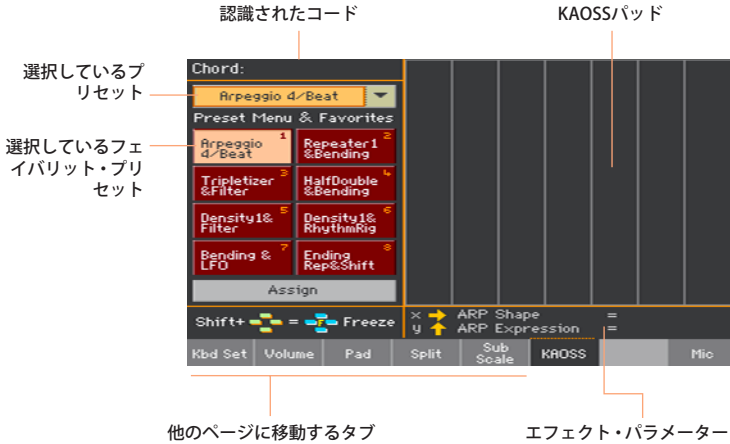 認識されたコード
KAOSSパッド
選択しているプ
リセット
選択しているフェ
イバリット・プリ
セット
Chord:
Arpeggio 4/Beat
Preset Menu & Favorites
Arpeggio
4/Beat
1
Repeater1
&Bending
2
Tripletizer
&Filter
3
HalfDouble
&Bending
4
Density1&
Filter
5
Density1&
RhythmRig
6
Bending &
LFO
7
Ending
Rep&Shift
8
Assign
Shift+ = F Freeze
x ARP Shape =
y ARP Expression =
Kbd Set Volume Pad Split Sub Scale KAOSS Mic
他のページに移動するタブ
エフェクト・パラメーター